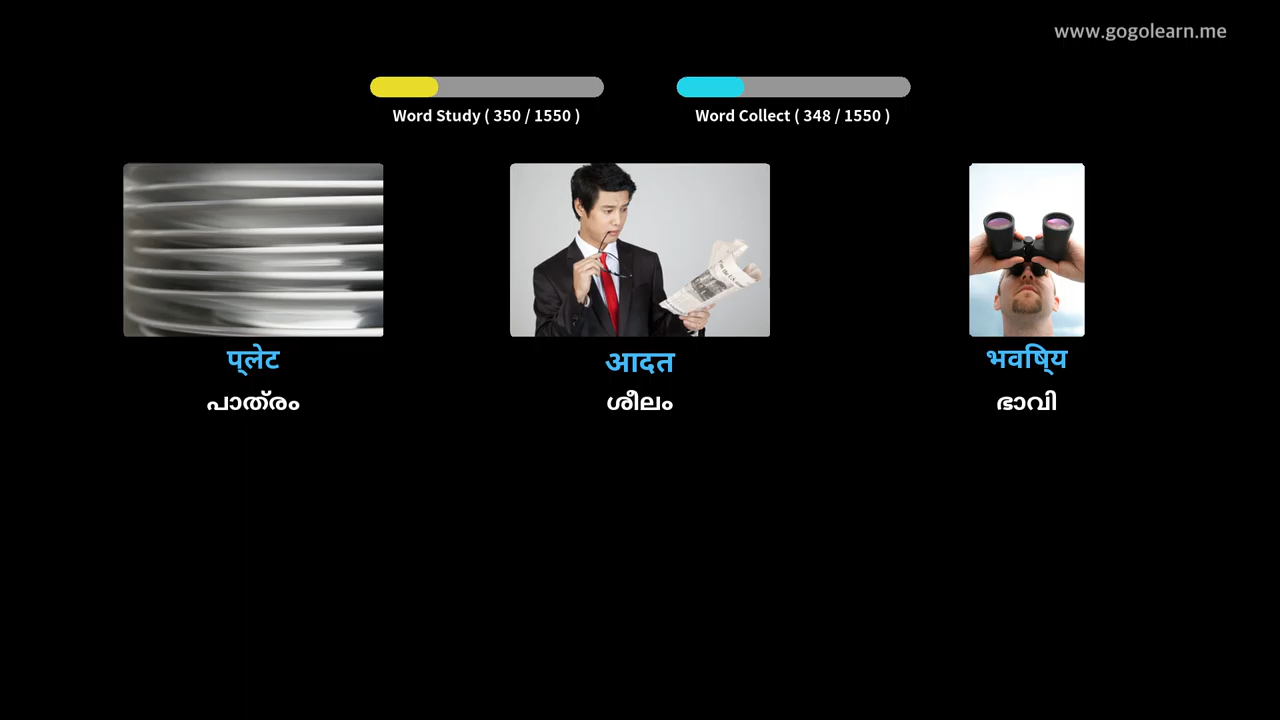 www.gogolearn.me
Word Study ( 350 / 1550 )
Word Collect ( 348 / 1550 )
प्लेट
आदत
भविष्य
പാത്രം
ശീലം
ഭാവി